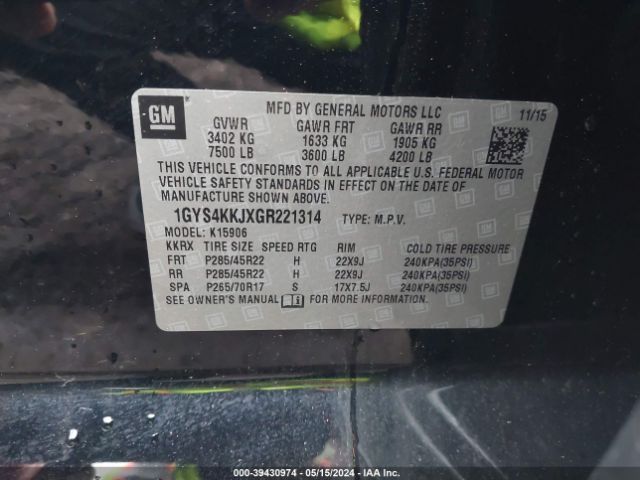 GM
MFD BY GENERAL MOTORS LLC 11/15
GVWR GAWR FRT GAWR RR
3402 KG 1633 KG 1905 KG
7500 LB 3600 LB 4200 LB
THIS VEHICLE CONFORMS TO ALL APPLICABLE U.S. FEDERAL MOTOR
VEHICLE SAFETY STANDARDS IN EFFECT ON THE DATE OF
MANUFACTURE SHOWN ABOVE.
1GYS4KKJXGR221314 TYPE: M.P.V.
MODEL: K15906
KKRX TIRE SIZE SPEED RTG RIM COLD TIRE PRESSURE
FRT P285/45R22 H 22X9J 240KPA(35PSI)
RR P285/45R22 H 22X9J 240KPA(35PSI)
SPA P265/70R17 S 17X7.5J 240KPA(35PSI)
SEE OWNER'S MANUAL FOR MORE INFORMATION.
000-39430974 - 05/15/2024 - IAA Inc.